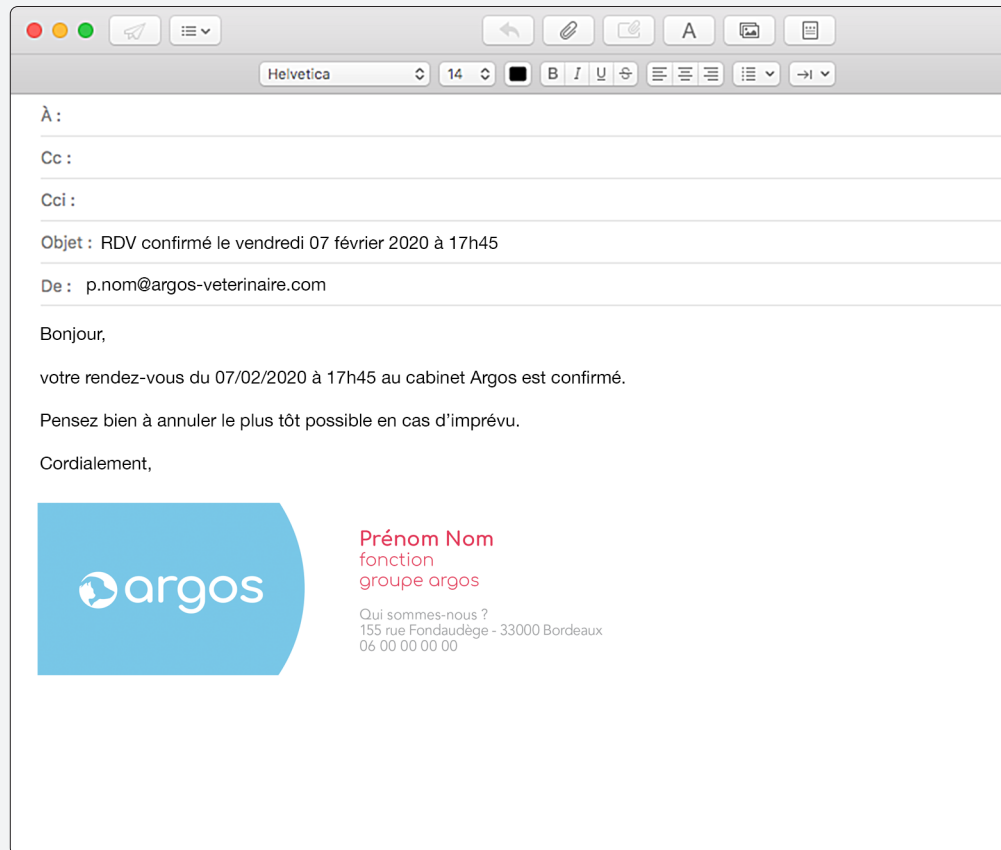 Helvetica 14 B I U S
À :
Cc :
Cci :
Objet : RDV confirmé le vendredi 07 février 2020 à 17h45
De : p.nom@argos-veterinaire.com
Bonjour,
votre rendez-vous du 07/02/2020 à 17h45 au cabinet Argos est confirmé.
Pensez bien à annuler le plus tôt possible en cas d’imprévu.
Cordialement,
argos
Prénom Nom
fonction
groupe argos
Qui sommes-nous ?
155 rue Fondaudège - 33000 Bordeaux
06 00 00 00 00